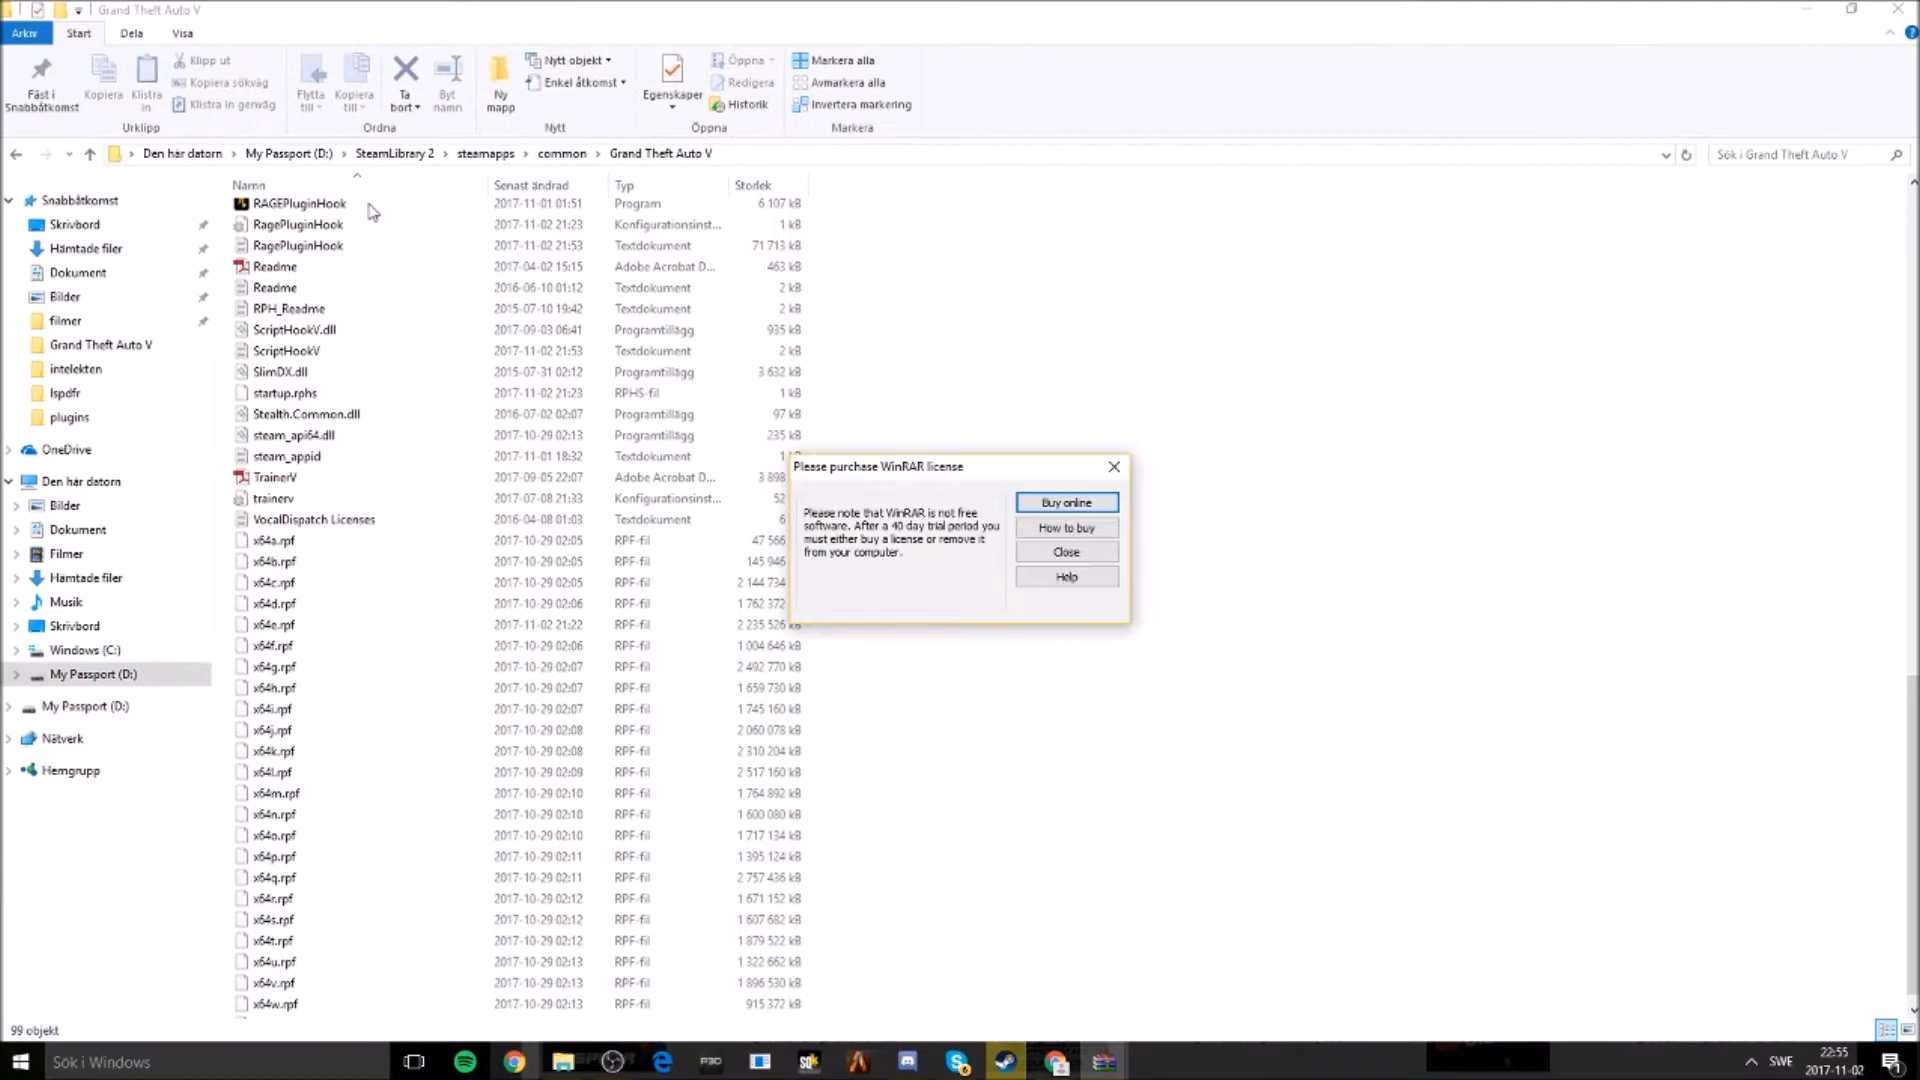 Grand Theft Auto V
Arkiv Start Dela Visa
Fäst i Snabbåtkomst
Kopiera
Klistra in
Klipp ut
Kopiera sökväg
Klistra in genväg
Urklipp
Flytta till
Kopiera till
Ta bort
Byt namn
Ordna
Ny mapp
Nytt objekt
Enkel åtkomst
Nytt
Egenskaper
Öppna
Redigera
Historik
Öppna
Markera alla
Avmarkera alla
Invertera markering
Markera
Den här datorn > My Passport (D:) > SteamLibrary 2 > steamapps > common > Grand Theft Auto V
Sök i Grand Theft Auto V
Snabbåtkomst
Skrivbord
Hämtade filer
Dokument
Bilder
filmer
Grand Theft Auto V
intelekten
lspdfr
plugins
OneDrive
Den här datorn
Bilder
Dokument
Filmer
Hämtade filer
Musik
Skrivbord
Windows (C:)
My Passport (D:)
My Passport (D:)
Nätverk
Hemgrupp
Namn Senast ändrad Typ Storlek
RAGEPluginHook 2017-11-01 01:51 Program 6 107 kB
RagePluginHook 2017-11-02 21:23 Konfigurationsinst... 1 kB
RagePluginHook 2017-11-02 21:53 Textdokument 71 713 kB
Readme 2017-04-02 15:15 Adobe Acrobat D... 463 kB
Readme 2016-06-10 01:12 Textdokument 2 kB
RPH_Readme 2015-07-10 19:42 Textdokument 2 kB
ScriptHookV.dll 2017-09-03 06:41 Programtillägg 935 kB
ScriptHookV 2017-11-02 21:53 Textdokument 2 kB
SlimDX.dll 2015-07-31 02:12 Programtillägg 3 632 kB
startup.rphs 2017-11-02 21:23 RPHS-fil 1 kB
Stealth.Common.dll 2016-07-02 02:07 Programtillägg 97 kB
steam_api64.dll 2017-10-29 02:13 Programtillägg 235 kB
steam_appid 2017-11-01 18:32 Textdokument 1
TrainerV 2017-09-05 22:07 Adobe Acrobat D... 3 898
trainerv 2017-07-08 21:33 Konfigurationsinst... 52
VocalDispatch Licenses 2016-04-08 01:03 Textdokument 6
x64a.rpf 2017-10-29 02:05 RPF-fil 47 566
x64b.rpf 2017-10-29 02:05 RPF-fil 145 946
x64c.rpf 2017-10-29 02:05 RPF-fil 2 144 734
x64d.rpf 2017-10-29 02:06 RPF-fil 1 762 372
x64e.rpf 2017-11-02 21:22 RPF-fil 2 235 526 kB
x64f.rpf 2017-10-29 02:06 RPF-fil 1 004 646 kB
x64g.rpf 2017-10-29 02:07 RPF-fil 2 492 770 kB
x64h.rpf 2017-10-29 02:07 RPF-fil 1 659 730 kB
x64i.rpf 2017-10-29 02:07 RPF-fil 1 745 160 kB
x64j.rpf 2017-10-29 02:08 RPF-fil 2 060 078 kB
x64k.rpf 2017-10-29 02:08 RPF-fil 2 310 204 kB
x64l.rpf 2017-10-29 02:09 RPF-fil 2 517 160 kB
x64m.rpf 2017-10-29 02:10 RPF-fil 1 764 892 kB
x64n.rpf 2017-10-29 02:10 RPF-fil 1 600 080 kB
x64o.rpf 2017-10-29 02:10 RPF-fil 1 717 134 kB
x64p.rpf 2017-10-29 02:11 RPF-fil 1 395 124 kB
x64q.rpf 2017-10-29 02:11 RPF-fil 2 757 436 kB
x64r.rpf 2017-10-29 02:12 RPF-fil 1 671 152 kB
x64s.rpf 2017-10-29 02:12 RPF-fil 1 607 682 kB
x64t.rpf 2017-10-29 02:12 RPF-fil 1 879 522 kB
x64u.rpf 2017-10-29 02:13 RPF-fil 1 322 662 kB
x64v.rpf 2017-10-29 02:13 RPF-fil 1 896 530 kB
x64w.rpf 2017-10-29 02:13 RPF-fil 915 372 kB
Please purchase WinRAR license
Please note that WinRAR is not free
software. After a 40 day trial period you
must either buy a license or remove it
from your computer.
Buy online
How to buy
Close
Help
99 objekt
Sök i Windows
P3D
SWE
22:55
2017-11-02